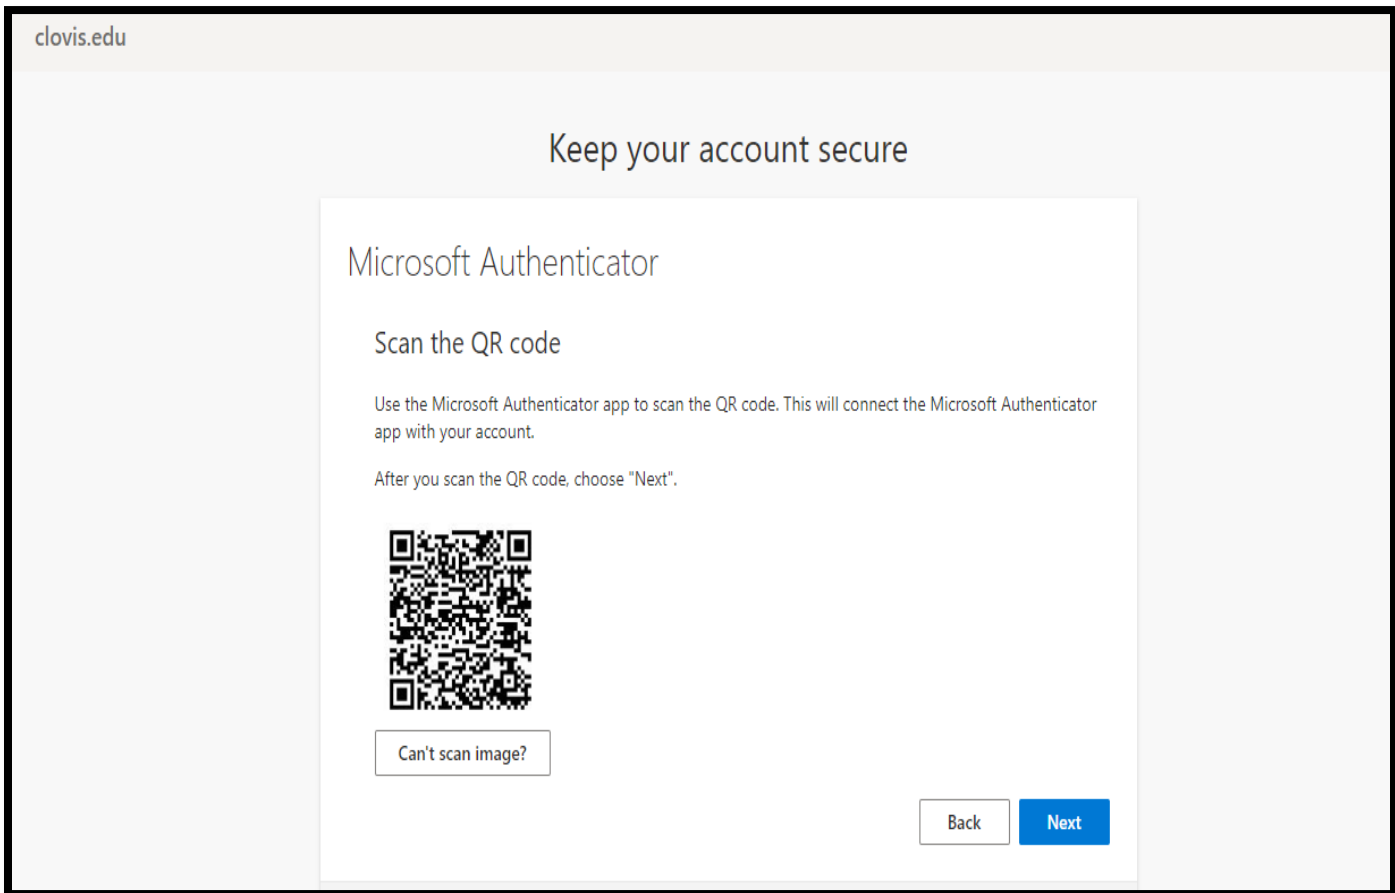 clovis.edu
Keep your account secure
Microsoft Authenticator
Scan the QR code
Use the Microsoft Authenticator app to scan the QR code. This will connect the Microsoft Authenticator
app with your account.
After you scan the QR code, choose "Next".
Can't scan image?
Back
Next